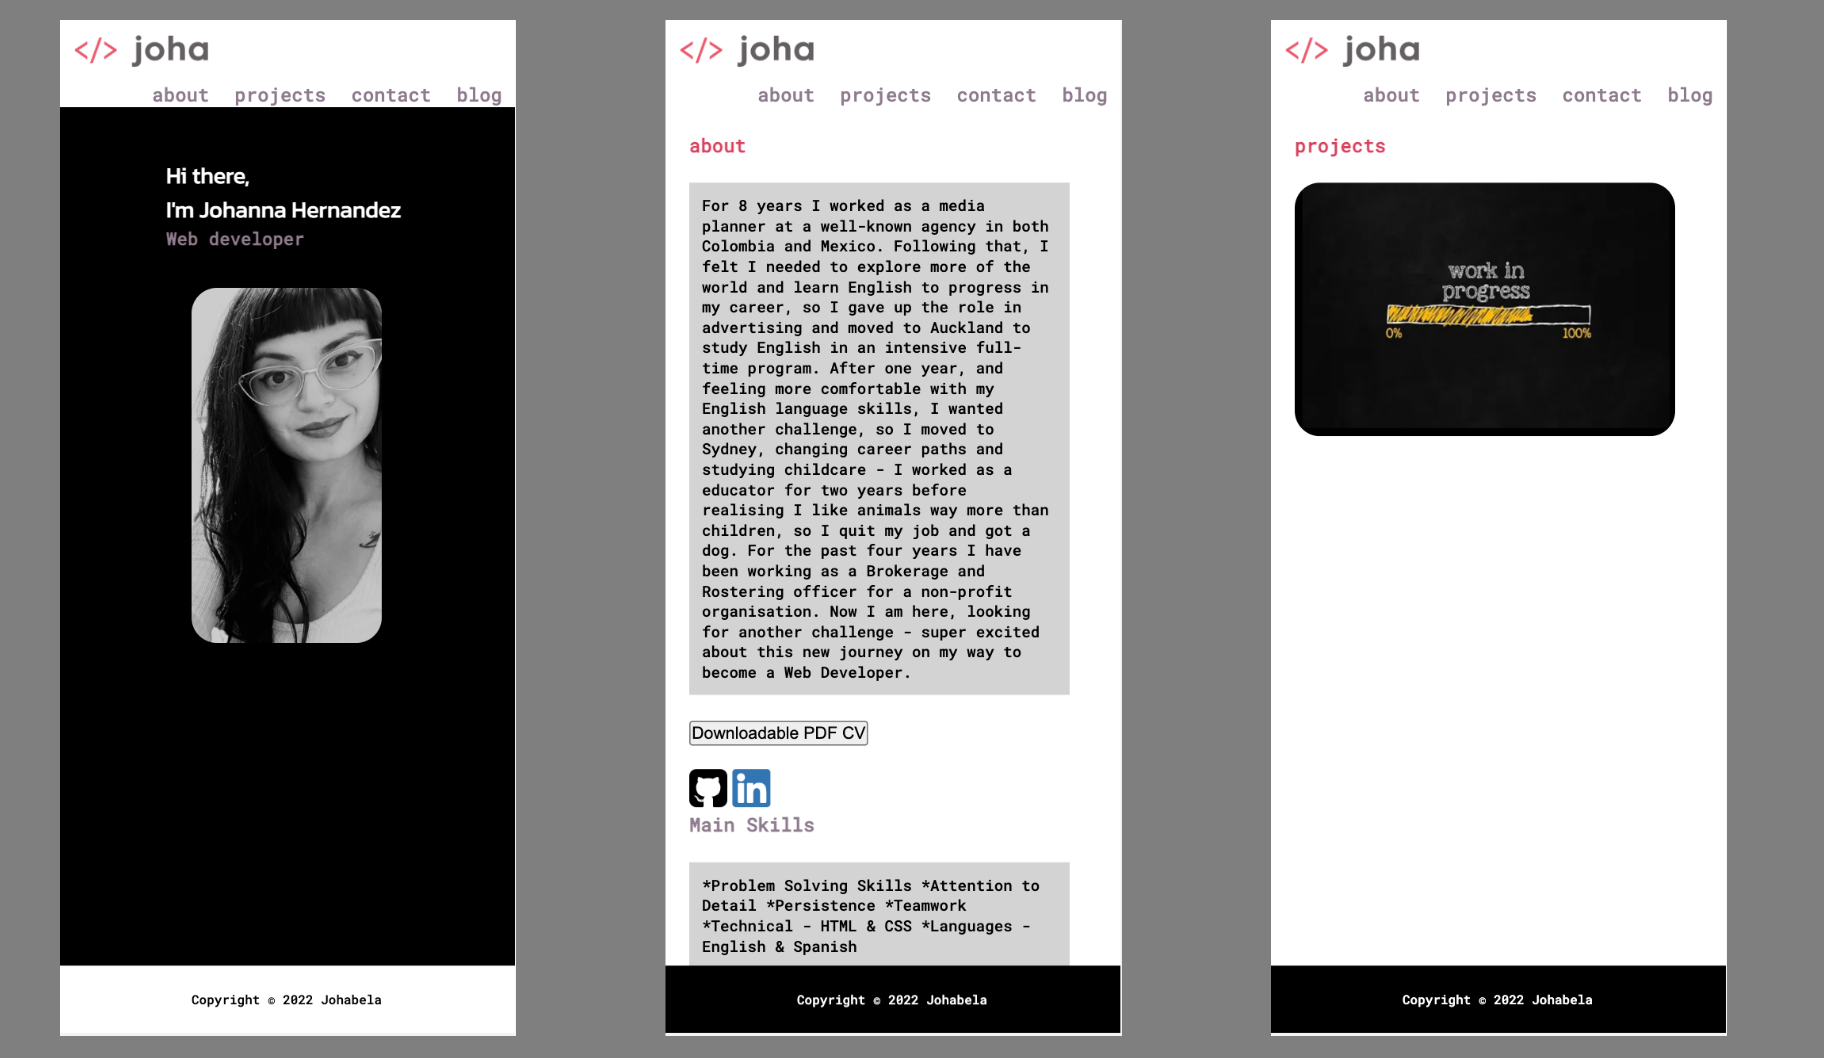 </> joha
about projects contact blog
Hi there,
I'm Johanna Hernandez
Web developer
Copyright © 2022 Johabela
</> joha
about projects contact blog
about
For 8 years I worked as a media
planner at a well-known agency in both
Colombia and Mexico. Following that, I
felt I needed to explore more of the
world and learn English to progress in
my career, so I gave up the role in
advertising and moved to Auckland to
study English in an intensive full-
time program. After one year, and
feeling more comfortable with my
English language skills, I wanted
another challenge, so I moved to
Sydney, changing career paths and
studying childcare - I worked as a
educator for two years before
realising I like animals way more than
children, so I quit my job and got a
dog. For the past four years I have
been working as a Brokerage and
Rostering officer for a non-profit
organisation. Now I am here, looking
for another challenge - super excited
about this new journey on my way to
become a Web Developer.
Downloadable PDF CV
in
Main Skills
*Problem Solving Skills *Attention to
Detail *Persistence *Teamwork
*Technical - HTML & CSS *Languages -
English & Spanish
Copyright © 2022 Johabela
</> joha
about projects contact blog
projects
work in
progress
0% 100%
Copyright © 2022 Johabela